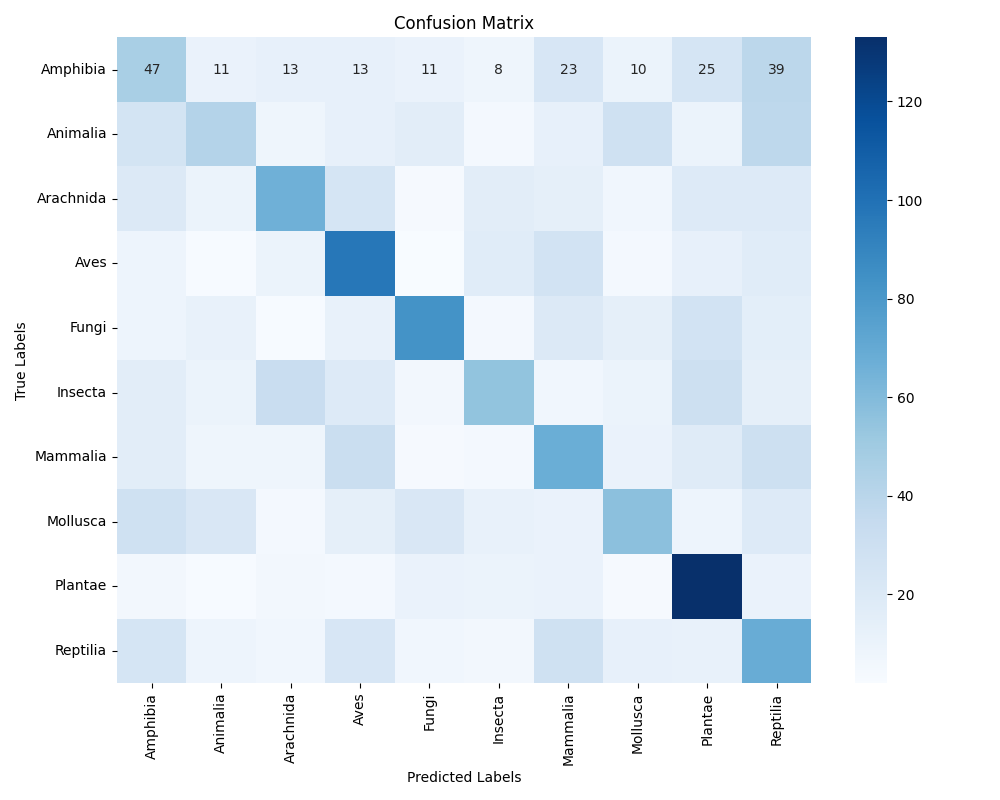 Confusion Matrix
Amphibia 47 11 13 13 11 8 23 10 25 39
Animalia
Arachnida
Aves
Fungi
Insecta
Mammalia
Mollusca
Plantae
Reptilia
True Labels
Amphibia Animalia Arachnida Aves Fungi Insecta Mammalia Mollusca Plantae Reptilia
Predicted Labels
120
100
80
60
40
20